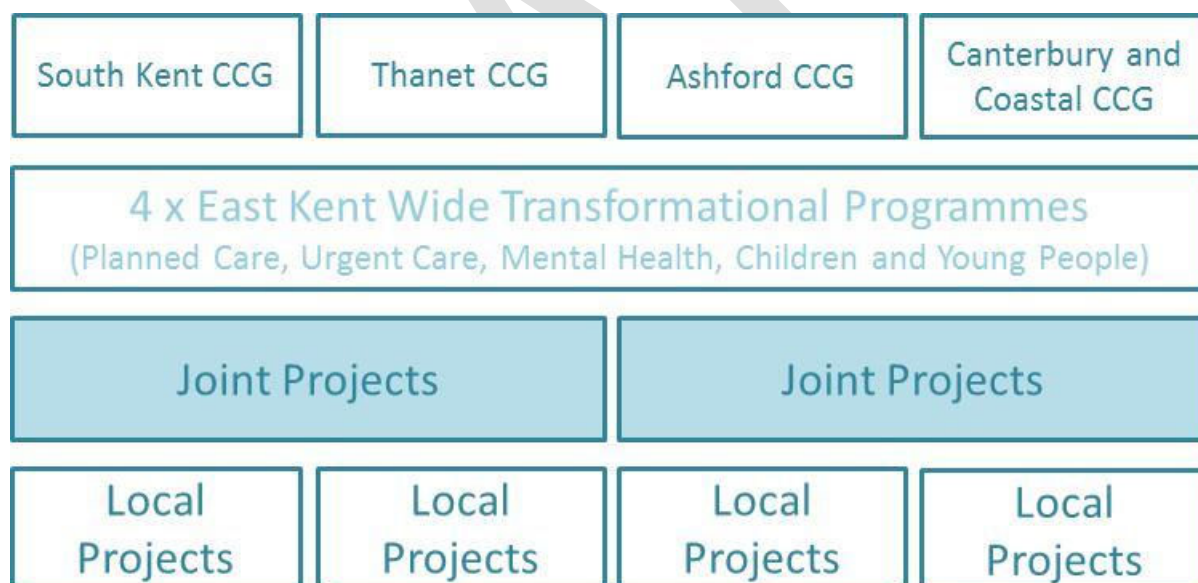 South Kent CCG
Thanet CCG
Ashford CCG
Canterbury and
Coastal CCG
4 x East Kent Wide Transformational Programmes
(Planned Care, Urgent Care, Mental Health, Children and Young People)
Joint Projects
Joint Projects
Local
Projects
Local
Projects
Local
Projects
Local
Projects